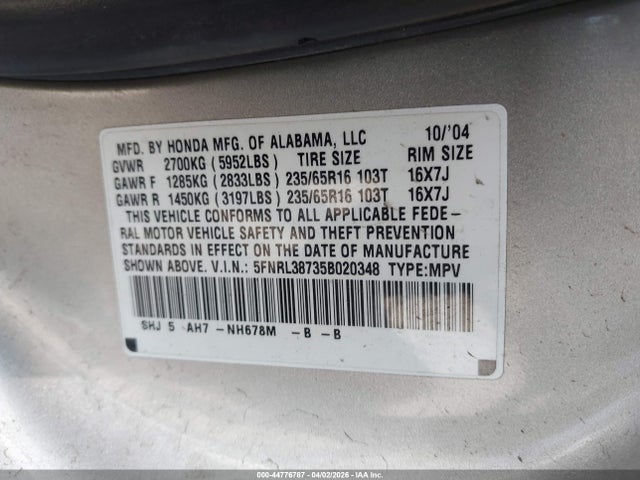 MFD. BY HONDA MFG. OF ALABAMA, LLC 10/'04
GVWR 2700KG (5952LBS) TIRE SIZE RIM SIZE
GAWR F 1285KG (2833LBS) 235/65R16 103T 16X7J
GAWR R 1450KG (3197LBS) 235/65R16 103T 16X7J
THIS VEHICLE CONFORMS TO ALL APPLICABLE FEDE-
RAL MOTOR VEHICLE SAFETY AND THEFT PREVENTION
STANDARDS IN EFFECT ON THE DATE OF MANUFACTURE
SHOWN ABOVE. V.I.N.: 5FNRL38735B020348 TYPE:MPV
SHJ 5 AH7 -NH678M -B -B
000-44776787 04/02/2026 - IAA Inc.